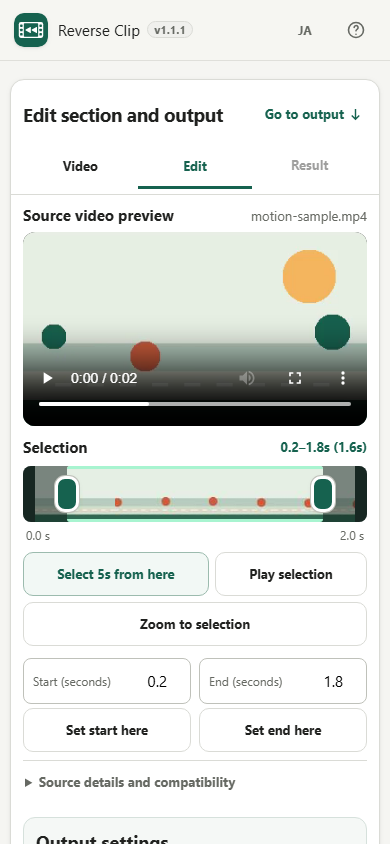 Reverse Clip v1.1.1 JA
Edit section and output Go to output ↓
Video Edit Result
Source video preview motion-sample.mp4
0:00 / 0:02
Selection 0.2–1.8s (1.6s)
0.0 s 2.0 s
Select 5s from here Play selection
Zoom to selection
Start (seconds) 0.2 End (seconds) 1.8
Set start here Set end here
Source details and compatibility
Output settings